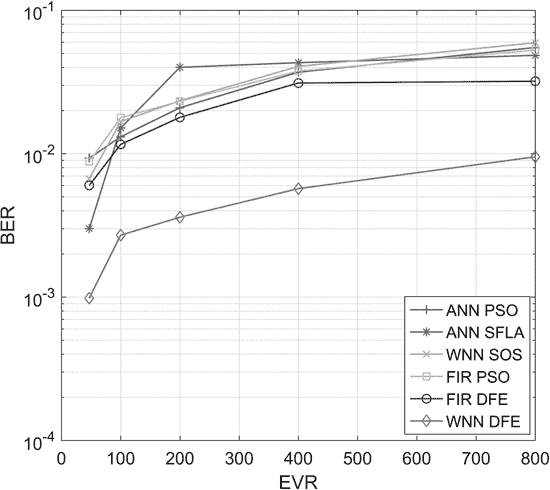 10-1
10-2
10-3
10-4
BER
0 100 200 300 400 500 600 700 800
EVR
ANN PSO
ANN SFLA
WNN SOS
FIR PSO
FIR DFE
WNN DFE